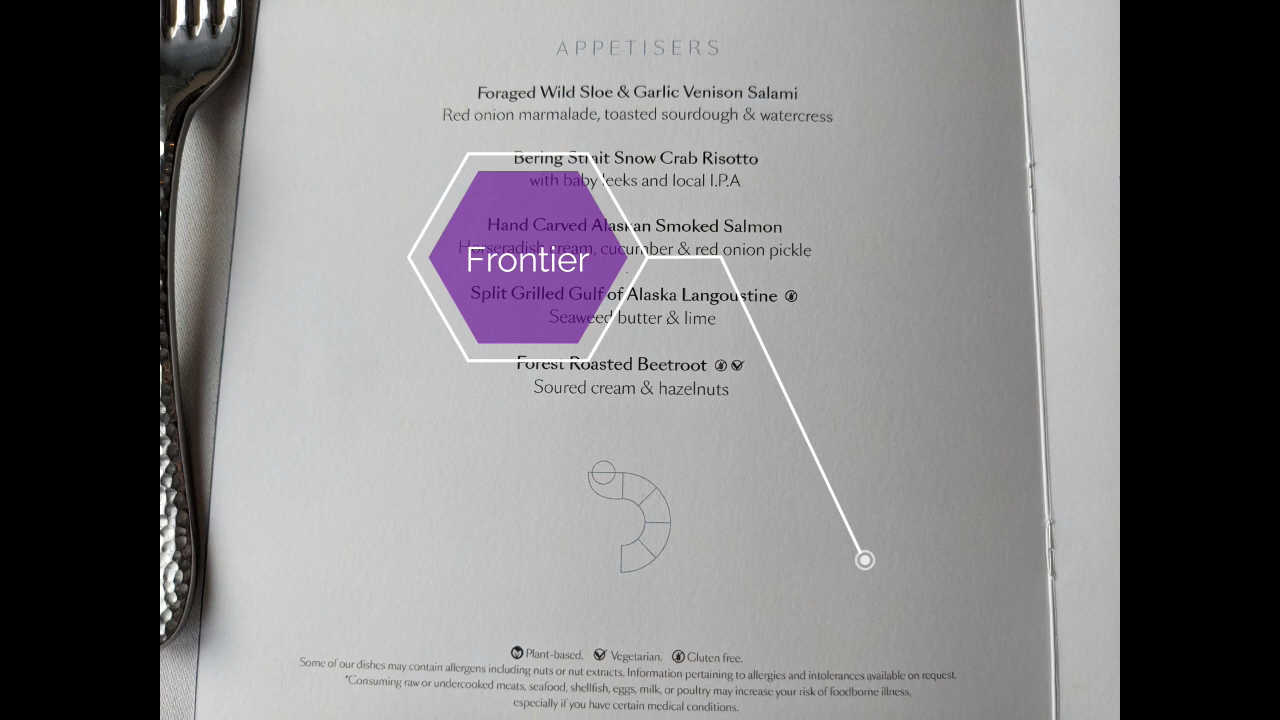 APPETISERS
Foraged Wild Sloe & Garlic Venison Salami
Red onion marmalade, toasted sourdough & watercress
Bering Strait Snow Crab Risotto
with baby leeks and local I.P.A
Hand Carved Alaskan Smoked Salmon
Horseradish cream, cucumber & red onion pickle
Frontier
Split Grilled Gulf of Alaska Langoustine
Seaweed butter & lime
Forest Roasted Beetroot
Soured cream & hazelnuts
Plant-based. Vegetarian. Gluten free.
Some of our dishes may contain allergens including nuts or nut extracts. Information pertaining to allergies and intolerances available on request.
*Consuming raw or undercooked meats, seafood, shellfish, eggs, milk, or poultry may increase your risk of foodborne illness,
especially if you have certain medical conditions.